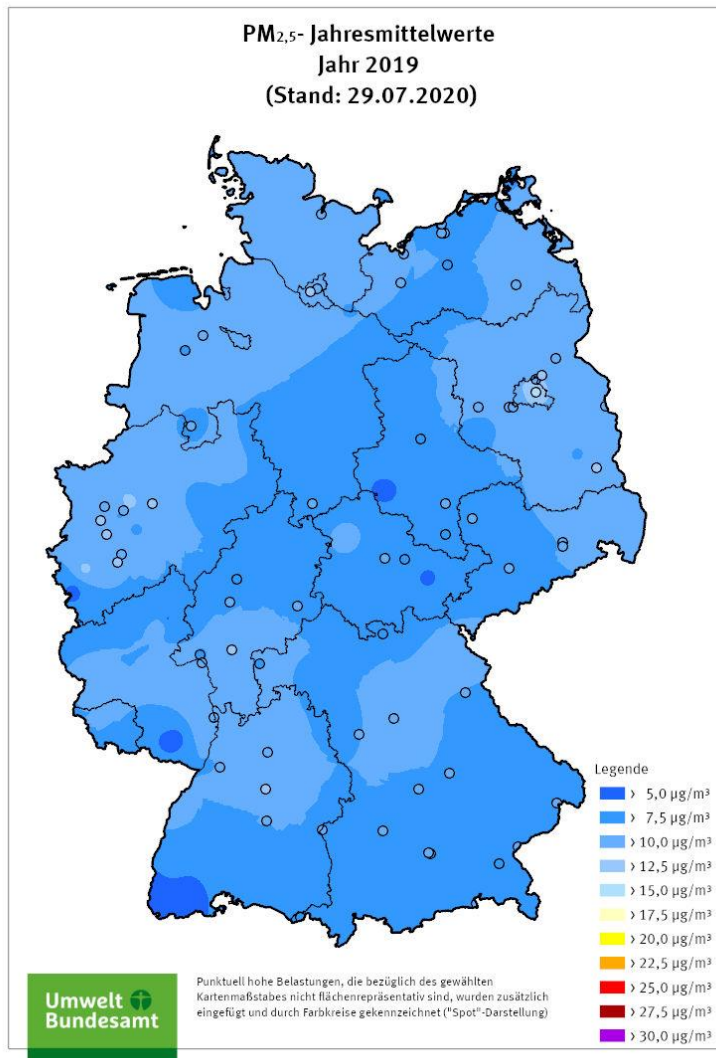 PM₂,₅- Jahresmittelwerte
Jahr 2019
(Stand: 29.07.2020)
Legende
> 5,0 µg/m³
> 7,5 µg/m³
> 10,0 µg/m³
> 12,5 µg/m³
> 15,0 µg/m³
> 17,5 µg/m³
> 20,0 µg/m³
> 22,5 µg/m³
> 25,0 µg/m³
> 27,5 µg/m³
> 30,0 µg/m³
Umwelt
Bundesamt
Punktuell hohe Belastungen, die bezüglich des gewählten
Kartenmaßstabes nicht flächenrepräsentativ sind, wurden zusätzlich
eingefügt und durch Farbkreise gekennzeichnet ("Spot"-Darstellung)